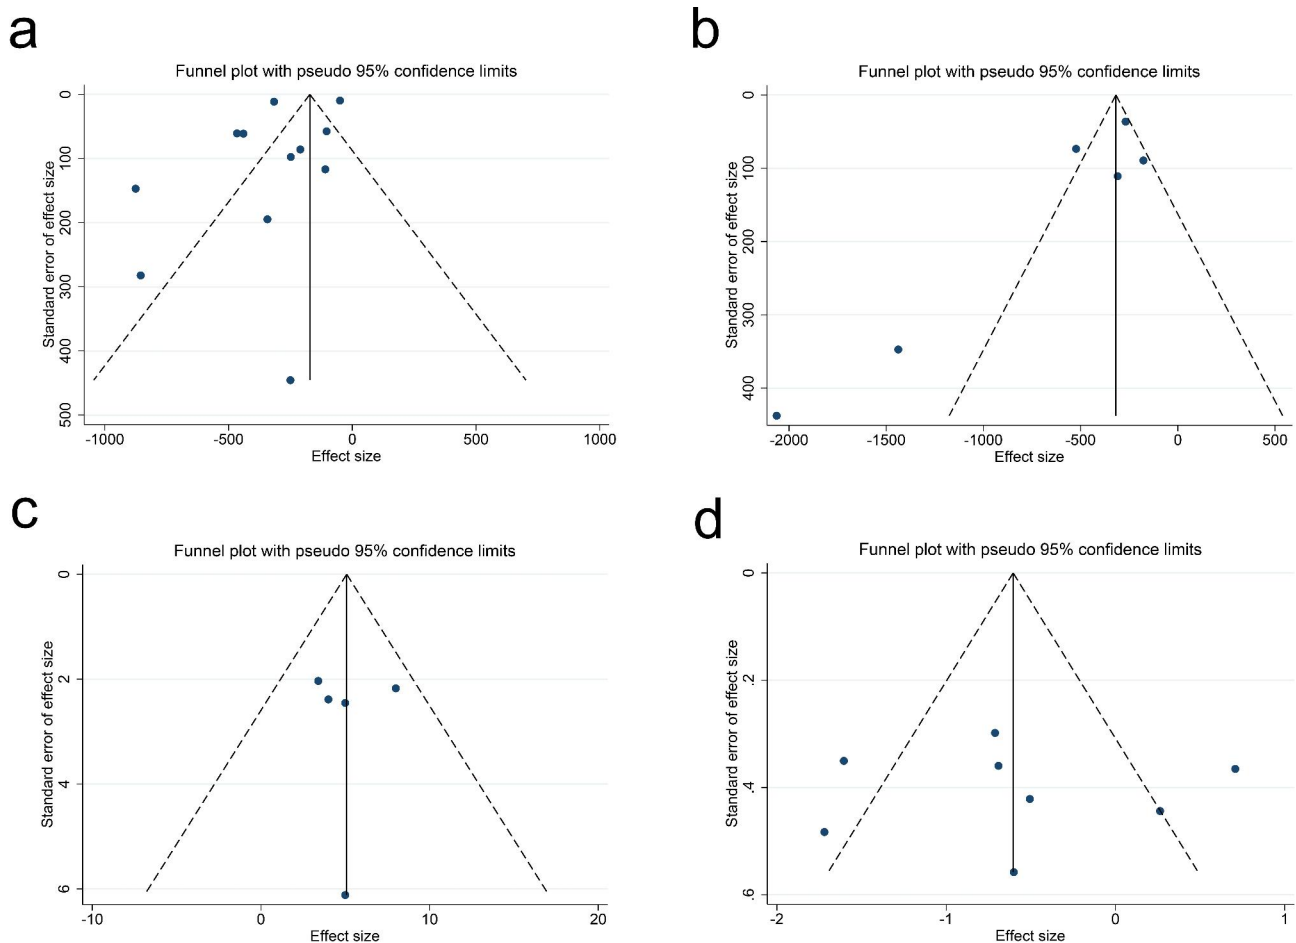 a
Funnel plot with pseudo 95% confidence limits
Standard error of effect size
0
100
200
300
400
500
-1000
-500
0
500
1000
Effect size
b
Funnel plot with pseudo 95% confidence limits
Standard error of effect size
0
100
200
300
400
-2000
-1500
-1000
-500
0
500
Effect size
c
Funnel plot with pseudo 95% confidence limits
Standard error of effect size
0
2
4
6
-10
0
10
20
Effect size
d
Funnel plot with pseudo 95% confidence limits
Standard error of effect size
0
.2
.4
.6
-2
-1
0
1
Effect size